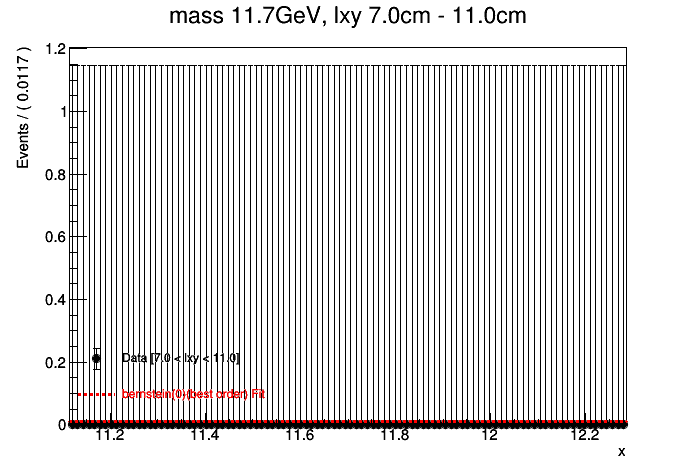 mass 11.7GeV, lxy 7.0cm - 11.0cm
Events / ( 0.0117 )
1.2
1
0.8
0.6
0.4
0.2
0
Data [7.0 < lxy < 11.0]
bernstein[0](best order) Fit
11.2 11.4 11.6 11.8 12 12.2
x